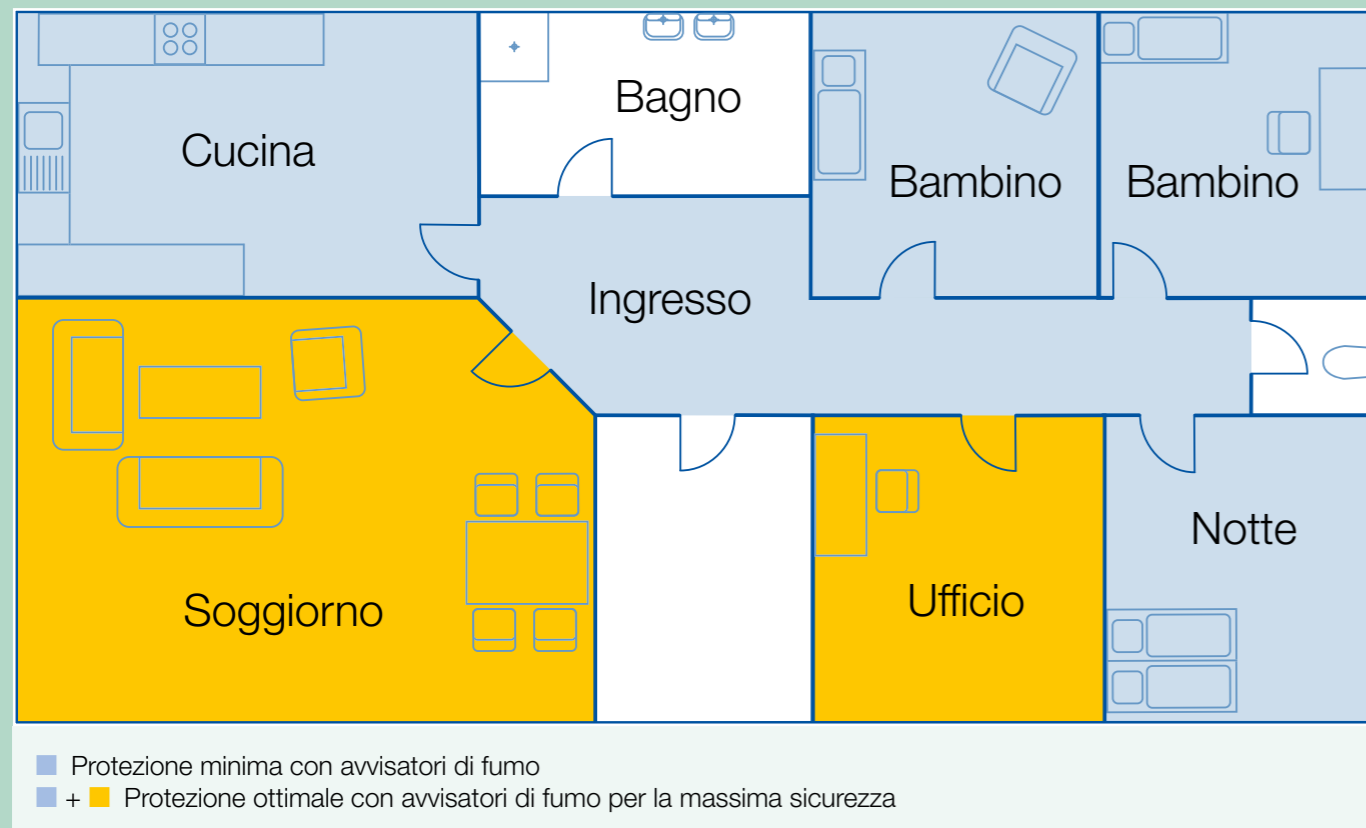 Bagno
Cucina
Bambino
Bambino
Ingresso
Notte
Soggiorno
Ufficio
Protezione minima con avvisatori di fumo
+ Protezione ottimale con avvisatori di fumo per la massima sicurezza